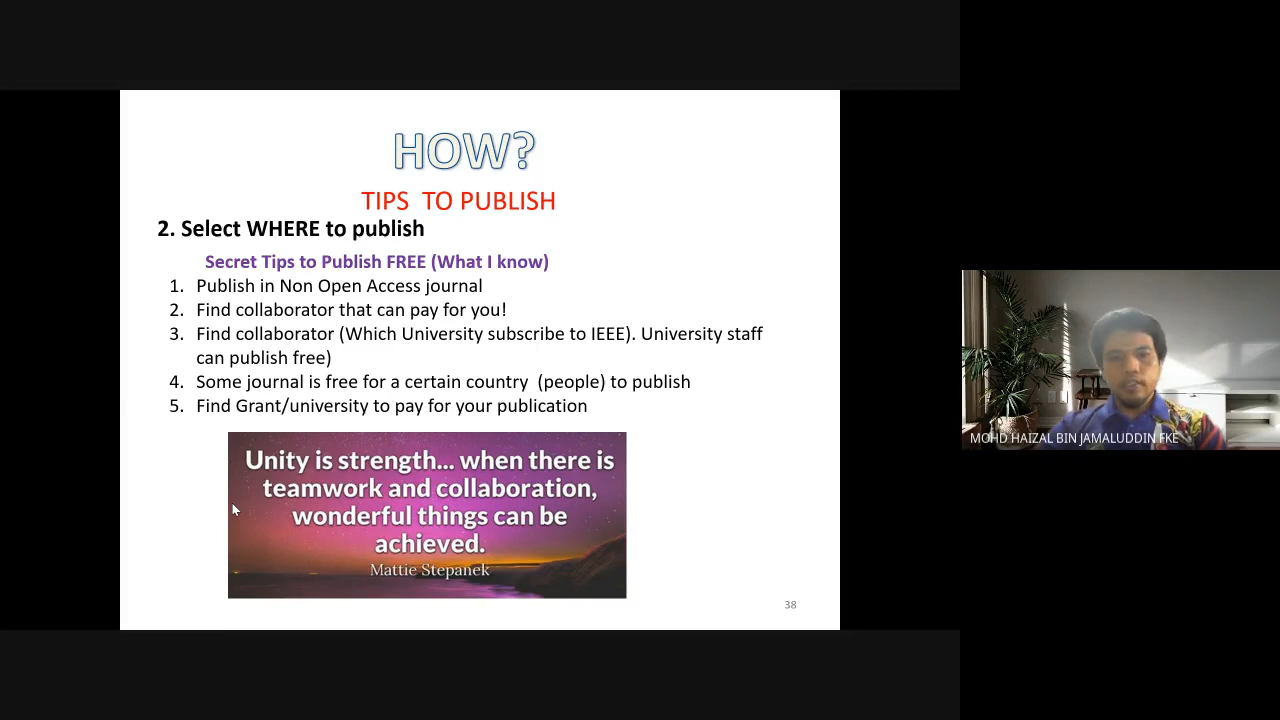 HOW?
TIPS TO PUBLISH
2. Select WHERE to publish
Secret Tips to Publish FREE (What I know)
1. Publish in Non Open Access journal
2. Find collaborator that can pay for you!
3. Find collaborator (Which University subscribe to IEEE). University staff
can publish free)
4. Some journal is free for a certain country (people) to publish
5. Find Grant/university to pay for your publication
Unity is strength... when there is
teamwork and collaboration,
wonderful things can be
achieved.
Mattie Stepanek
38
MOHD HAIZAL BIN JAMALUDDIN FKE